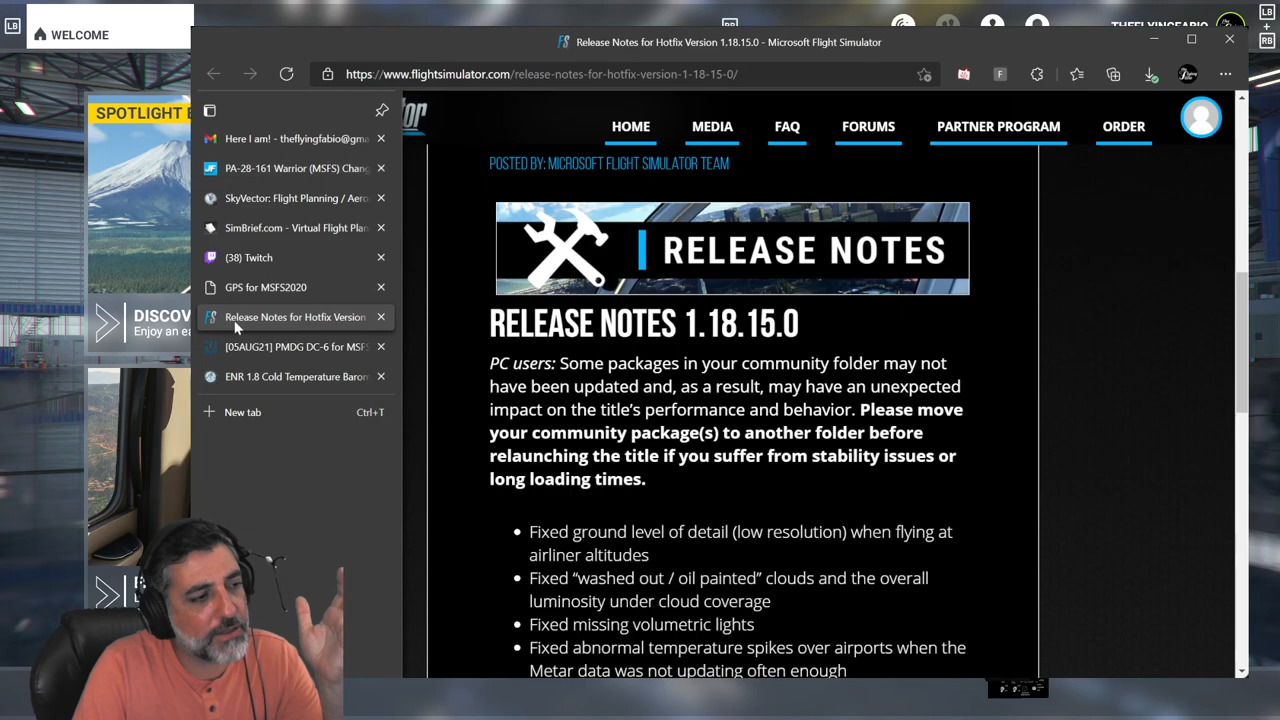 LB
WELCOME
RB
THEFLYINGFABIO
LB
+
RB
Release Notes for Hotfix Version 1.18.15.0 - Microsoft Flight Simulator
https://www.flightsimulator.com/release-notes-for-hotfix-version-1-18-15-0/
Here I am! - theflyingfabio@gma
PA-28-161 Warrior (MSFS) Chang
SkyVector: Flight Planning / Aero
SimBrief.com - Virtual Flight Plan
(38) Twitch
GPS for MSFS2020
Release Notes for Hotfix Version
[05AUG21] PMDG DC-6 for MSFS
ENR 1.8 Cold Temperature Barom
New tab Ctrl+T
SPOTLIGHT E
DISCOV
Enjoy an ea
HOME MEDIA FAQ FORUMS PARTNER PROGRAM ORDER
POSTED BY: MICROSOFT FLIGHT SIMULATOR TEAM
RELEASE NOTES
RELEASE NOTES 1.18.15.0
PC users: Some packages in your community folder may not
have been updated and, as a result, may have an unexpected
impact on the title’s performance and behavior. Please move
your community package(s) to another folder before
relaunching the title if you suffer from stability issues or
long loading times.
Fixed ground level of detail (low resolution) when flying at
airliner altitudes
Fixed “washed out / oil painted” clouds and the overall
luminosity under cloud coverage
Fixed missing volumetric lights
Fixed abnormal temperature spikes over airports when the
Metar data was not updating often enough